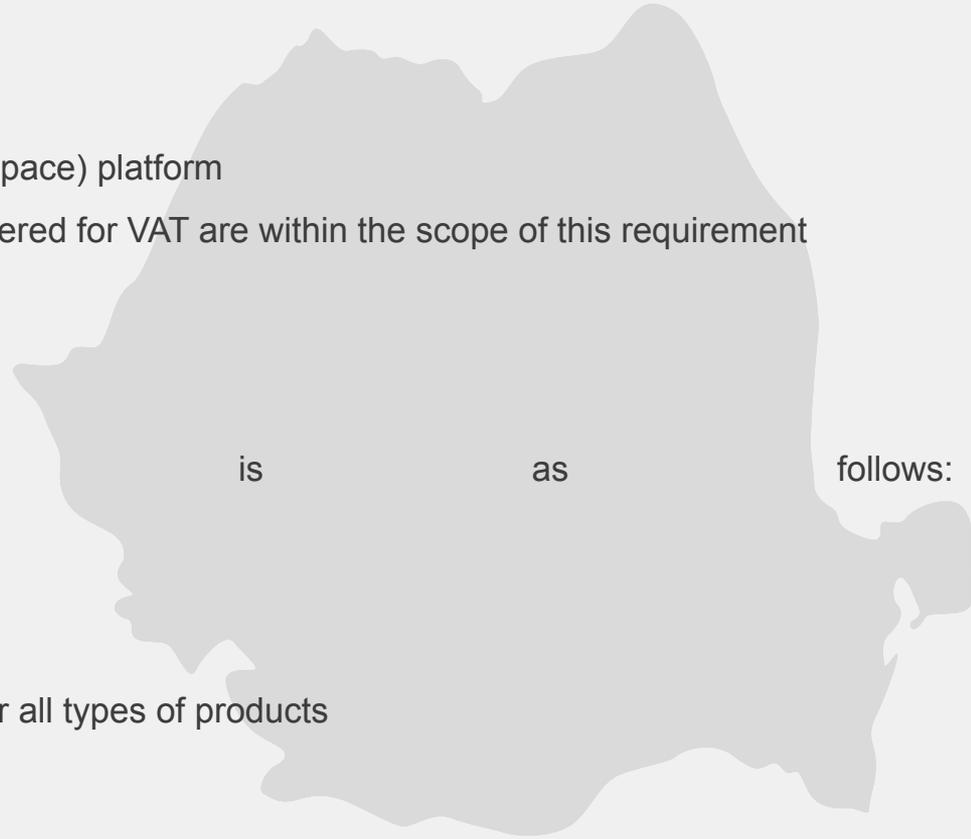 pace) platform
ered for VAT are within the scope of this requirement
is as follows:
r all types of products